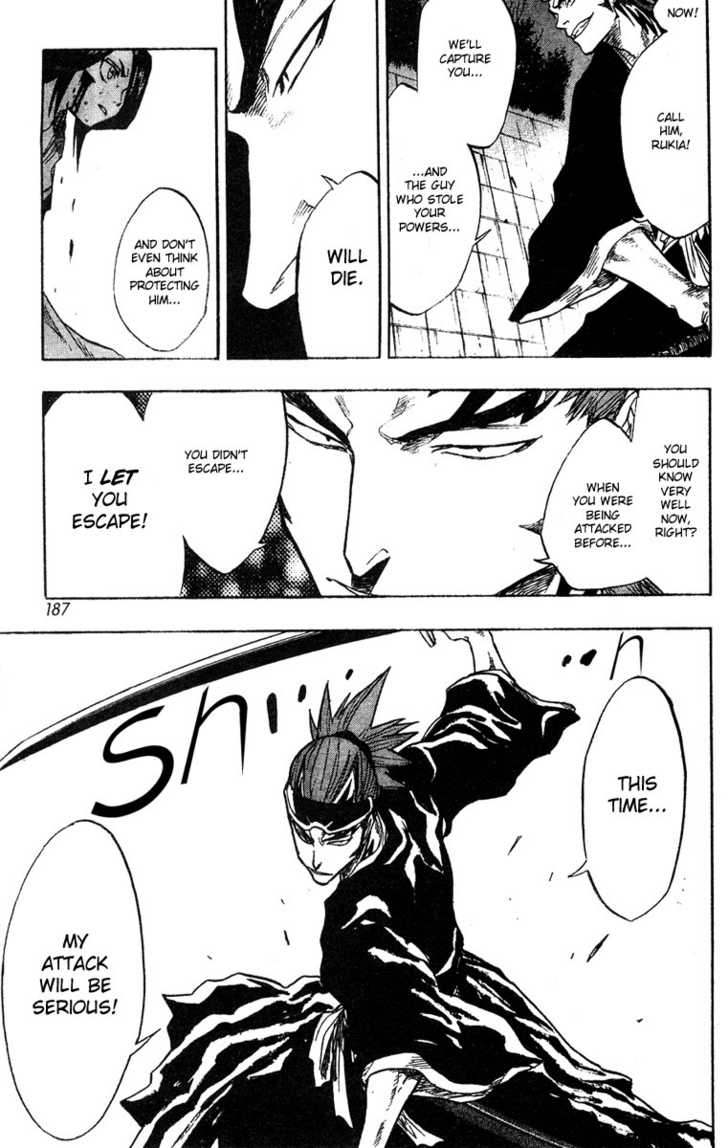 NOW!
CALL
HIM,
RUKIA!
WE'LL
CAPTURE
YOU...
...AND
THE GUY
WHO STOLE
YOUR
POWERS...
WILL
DIE.
AND DON'T
EVEN THINK
ABOUT
PROTECTING
HIM...
YOU
SHOULD
KNOW
VERY
WELL
NOW,
RIGHT?
WHEN
YOU WERE
BEING
ATTACKED
BEFORE...
YOU DIDN'T
ESCAPE...
I LET
YOU
ESCAPE!
187
Shiiiin
THIS
TIME...
MY
ATTACK
WILL BE
SERIOUS!